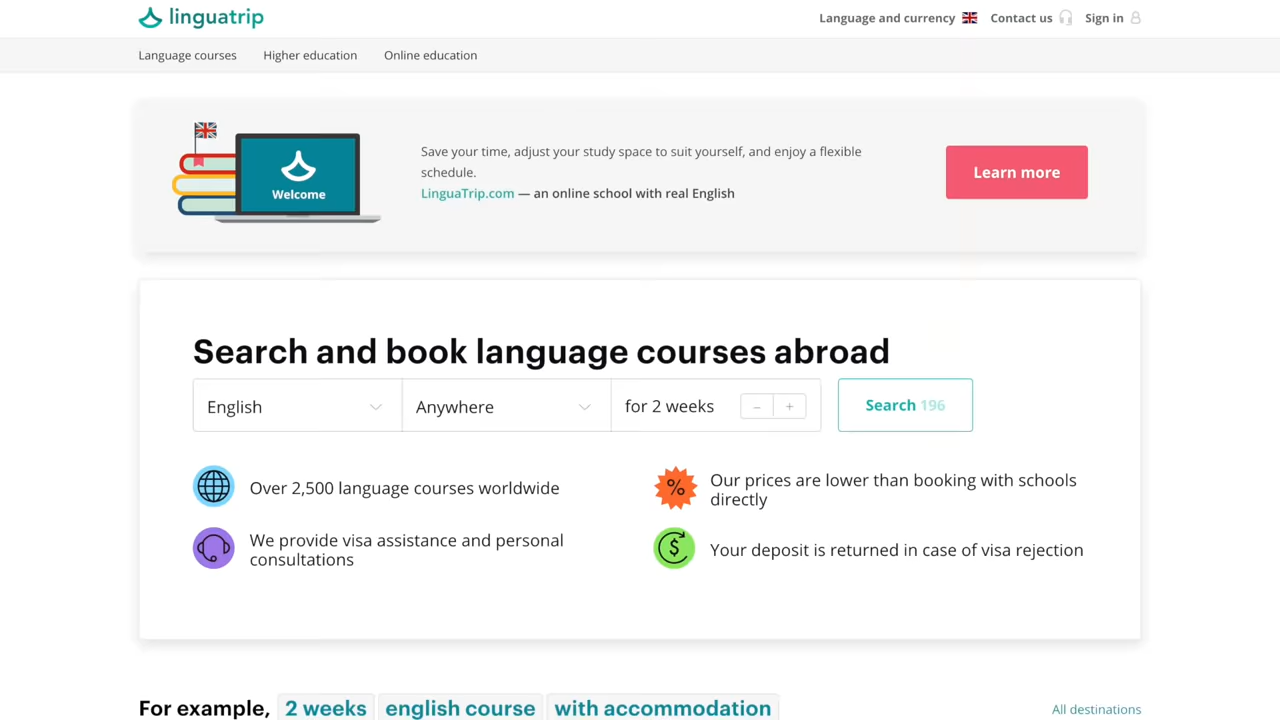 linguatrip
Language and currency
Contact us
Sign in
Language courses
Higher education
Online education
Welcome
Save your time, adjust your study space to suit yourself, and enjoy a flexible
schedule.
LinguaTrip.com — an online school with real English
Learn more
Search and book language courses abroad
English
Anywhere
for 2 weeks
– +
Search 196
Over 2,500 language courses worldwide
% Our prices are lower than booking with schools
directly
We provide visa assistance and personal
consultations
$ Your deposit is returned in case of visa rejection
For example, 2 weeks english course with accommodation
All destinations